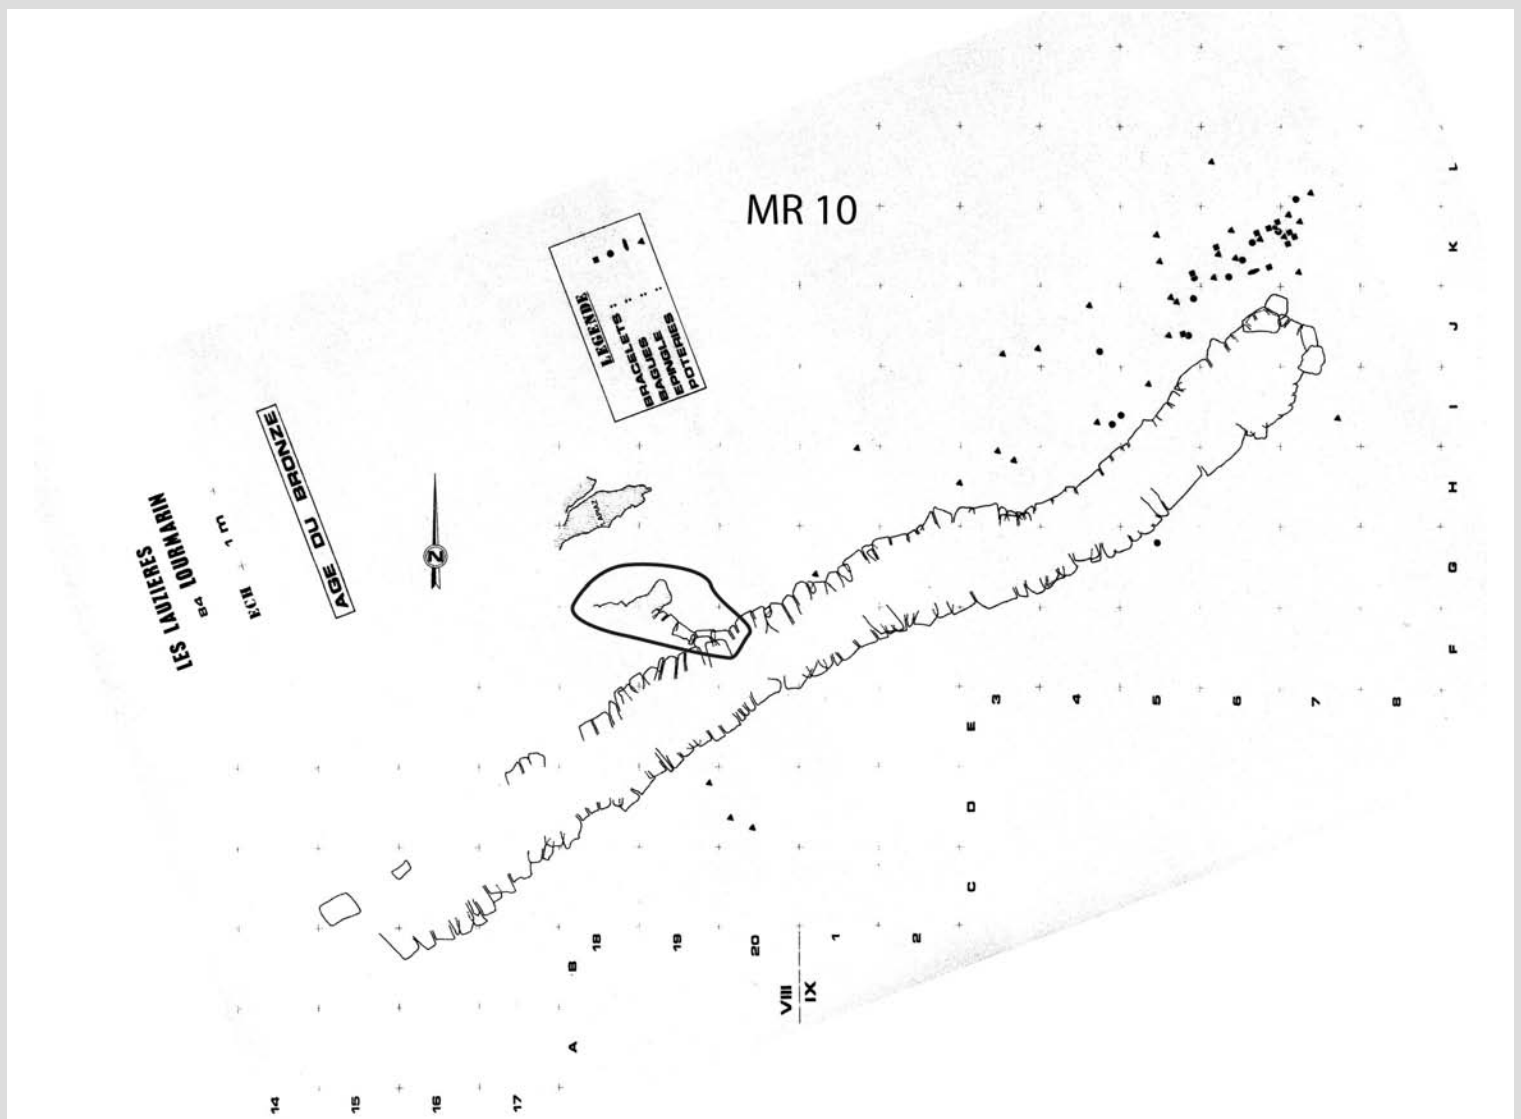 MR 10
LES LAUZIERES
84 LOURMARIN
ECH + 1 m +
AGE DU BRONZE
LEGENDE
BRACELETS : ■
BAGUES : ●
EPINGLE :
POTERIES : ▲
N
L
K
J
I
H
G
F
E
D
C
B
A
14
15
16
17
18
19
20
1
2
3
4
5
6
7
8
VIII
IX